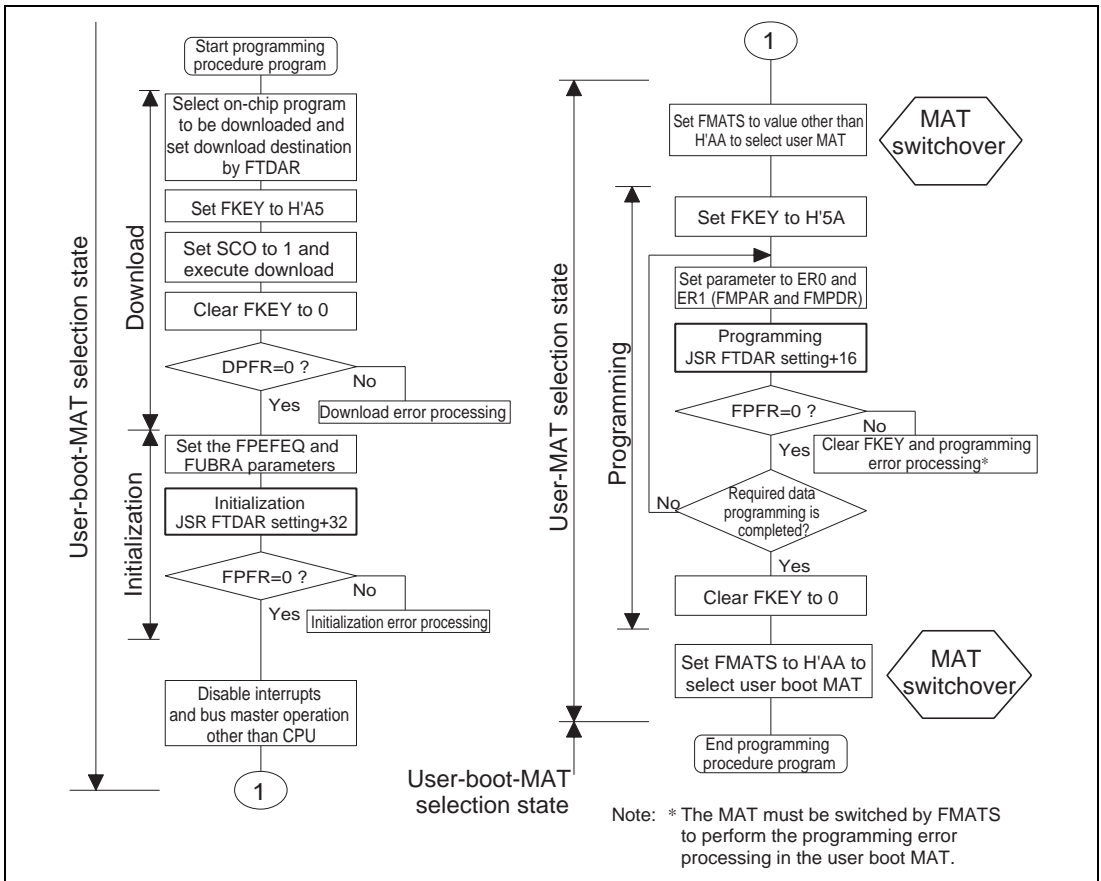 Start programming
procedure program
Select on-chip program
to be downloaded and
set download destination
by FTDAR
Set FKEY to H'A5
Set SCO to 1 and
execute download
Clear FKEY to 0
DPFR=0 ?
No
Yes
Download error processing
Set the FPEFEQ and
FUBRA parameters
Initialization
JSR FTDAR setting+32
FPFR=0 ?
No
Yes
Initialization error processing
Disable interrupts
and bus master operation
other than CPU
1
Download
Initialization
User-boot-MAT selection state
1
Set FMATS to value other than
H'AA to select user MAT
MAT
switchover
Set FKEY to H'5A
Set parameter to ER0 and
ER1 (FMPAR and FMPDR)
Programming
JSR FTDAR setting+16
FPFR=0 ?
No
Yes
Clear FKEY and programming
error processing*
Required data
programming is
completed?
No
Yes
Clear FKEY to 0
Set FMATS to H'AA to
select user boot MAT
MAT
switchover
End programming
procedure program
Programming
User-MAT selection state
User-boot-MAT
selection state
Note: * The MAT must be switched by FMATS
to perform the programming error
processing in the user boot MAT.